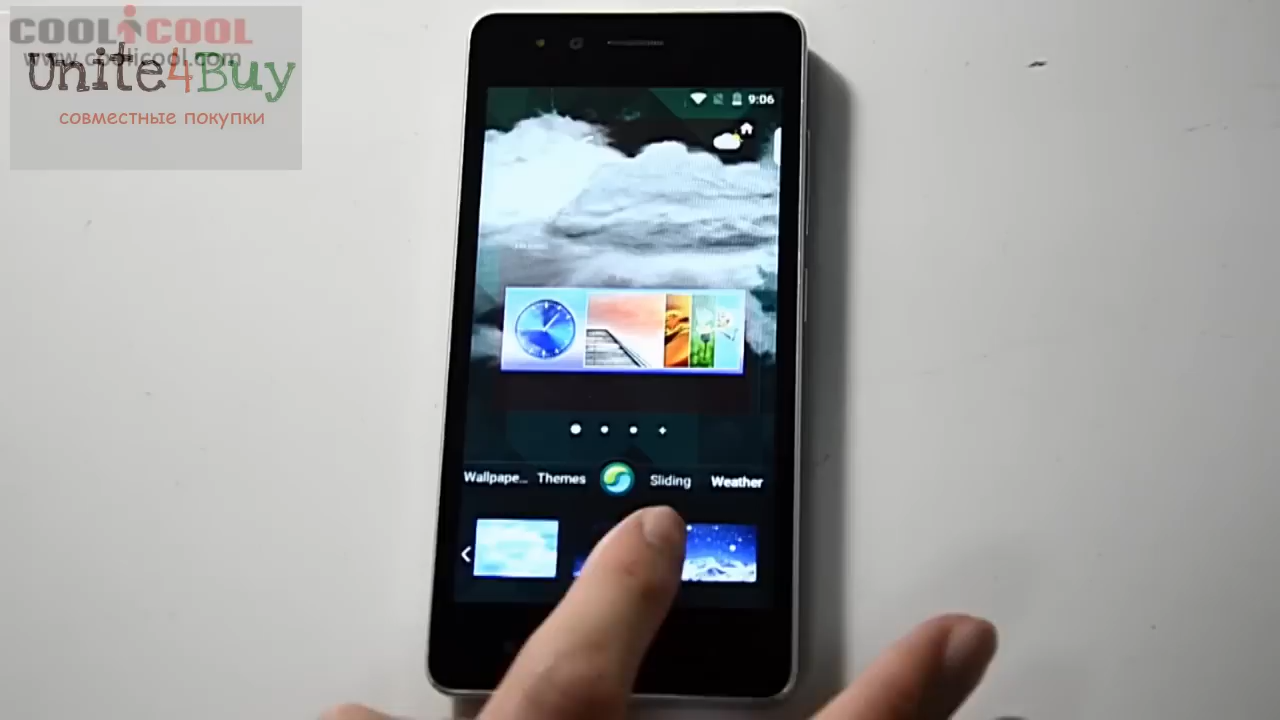 COOLiCOOL
www.coolicool.com
Unite4Buy
совместные покупки
9:06
Wallpape... Themes Sliding Weather